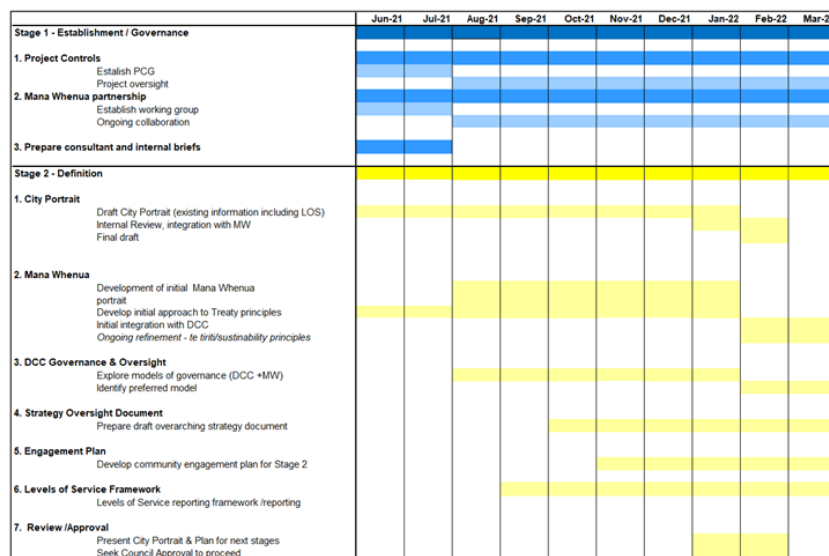 Jun-21 Jul-21 Aug-21 Sep-21 Oct-21 Nov-21 Dec-21 Jan-22 Feb-22 Mar-2
Stage 1 - Establishment / Governance
1. Project Controls
Estalish PCG
Project oversight
2. Mana Whenua partnership
Establish working group
Ongoing collaboration
3. Prepare consultant and internal briefs
Stage 2 - Definition
1. City Portrait
Draft City Portrait (existing information including LOS)
Internal Review, integration with MW
Final draft
2. Mana Whenua
Development of initial Mana Whenua
portrait
Develop initial approach to Treaty principles
Initial integration with DCC
Ongoing refinement - te tiriti/sustinability principles
3. DCC Governance & Oversight
Explore models of governance (DCC +MW)
Identify preferred model
4. Strategy Oversight Document
Prepare draft overarching strategy document
5. Engagement Plan
Develop community engagement plan for Stage 2
6. Levels of Service Framework
Levels of Service reporting framework /reporting
7. Review /Approval
Present City Portrait & Plan for next stages
Seek Council Approval to proceed